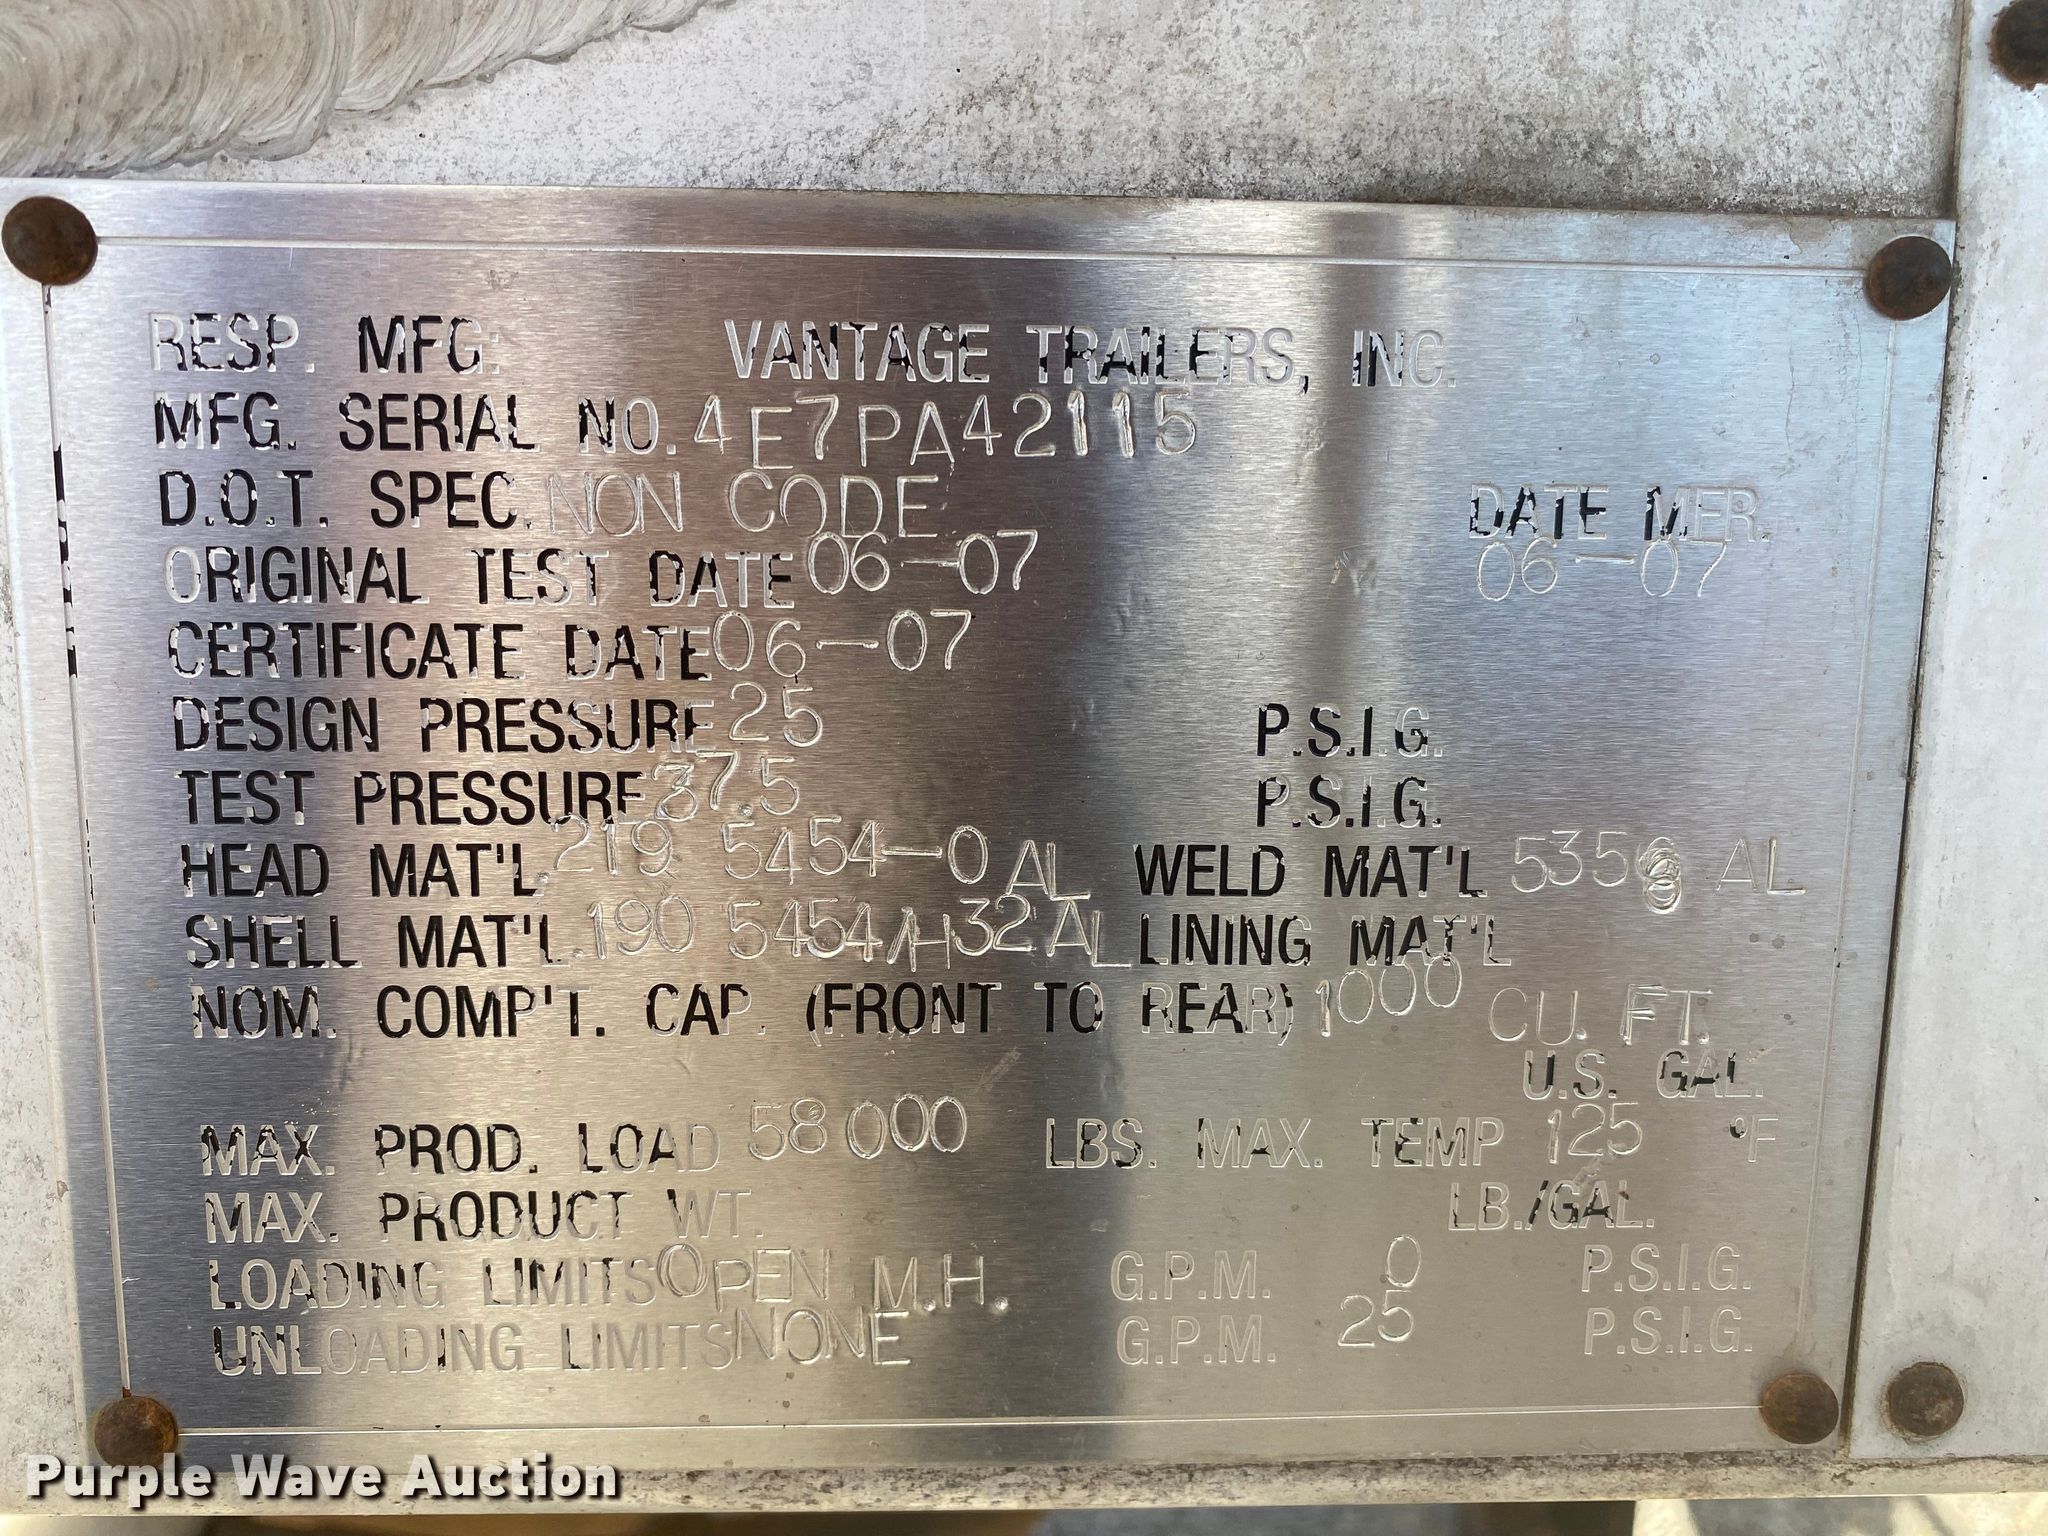 RESP. MFG: VANTAGE TRAILERS, INC.
MFG. SERIAL NO. 4E7PA42115
D.O.T. SPEC. NON CODE DATE MFR.
ORIGINAL TEST DATE 06-07 06-07
CERTIFICATE DATE 06-07
DESIGN PRESSURE 25 P.S.I.G.
TEST PRESSURE 37.5 P.S.I.G.
HEAD MAT'L .219 5454-0 AL WELD MAT'L AL
SHELL MAT'L .190 5454 H32 AL LINING MAT'L
NOM. COMP'T. CAP. (FRONT TO REAR) 1000 CU. FT.
U.S. GAL.
MAX. PROD. LOAD 58000 LBS. MAX. TEMP 125 °F
MAX. PRODUCT WT. LB./GAL.
LOADING LIMITS OPEN M.H. G.P.M. 0 P.S.I.G.
UNLOADING LIMITS NONE G.P.M. 25 P.S.I.G.
Purple Wave Auction